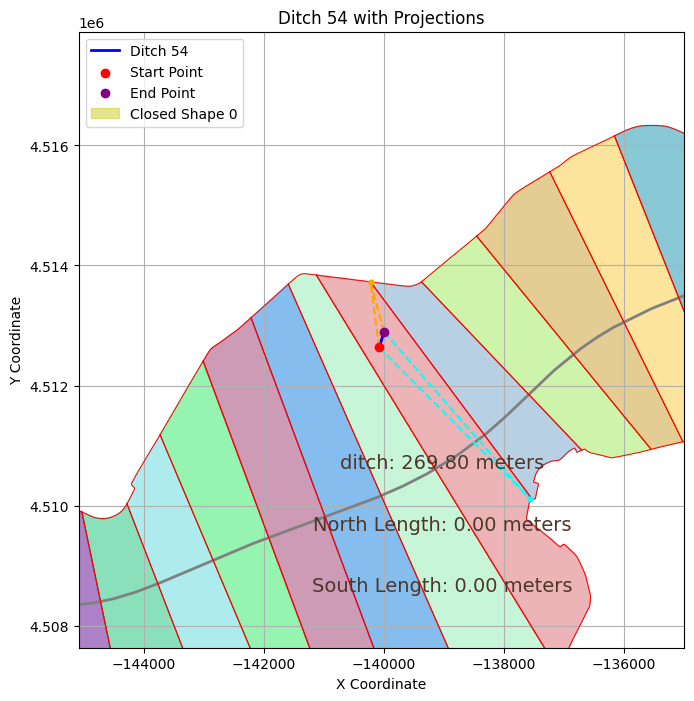 Ditch 54 with Projections
1e6
Ditch 54
Start Point
End Point
Closed Shape 0
4.516
4.514
4.512
4.510
4.508
Y Coordinate
ditch: 269.80 meters
North Length: 0.00 meters
South Length: 0.00 meters
−144000 −142000 −140000 −138000 −136000
X Coordinate